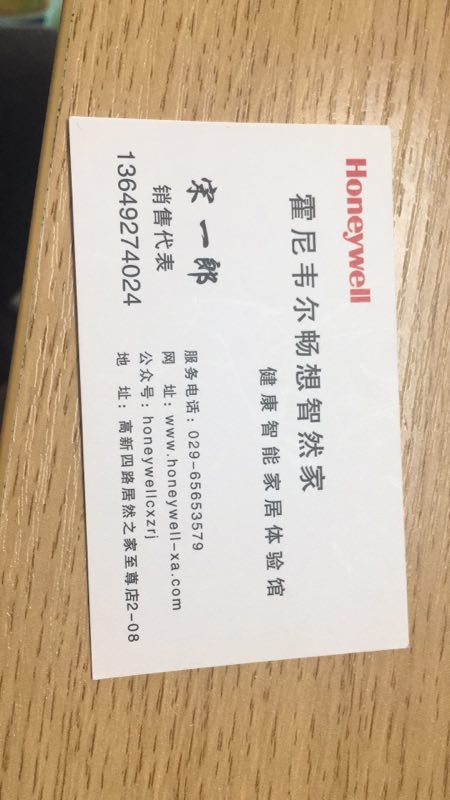 Honeywell
霍尼韦尔畅想智然家
健康智能家居体验馆
宋一郎
销售代表
13649274024
服务电话：029-65653579
网　址：www.honeywell-xa.com
公众号：honeywellcxzrj
地　址：高新四路居然之家至尊店2-08